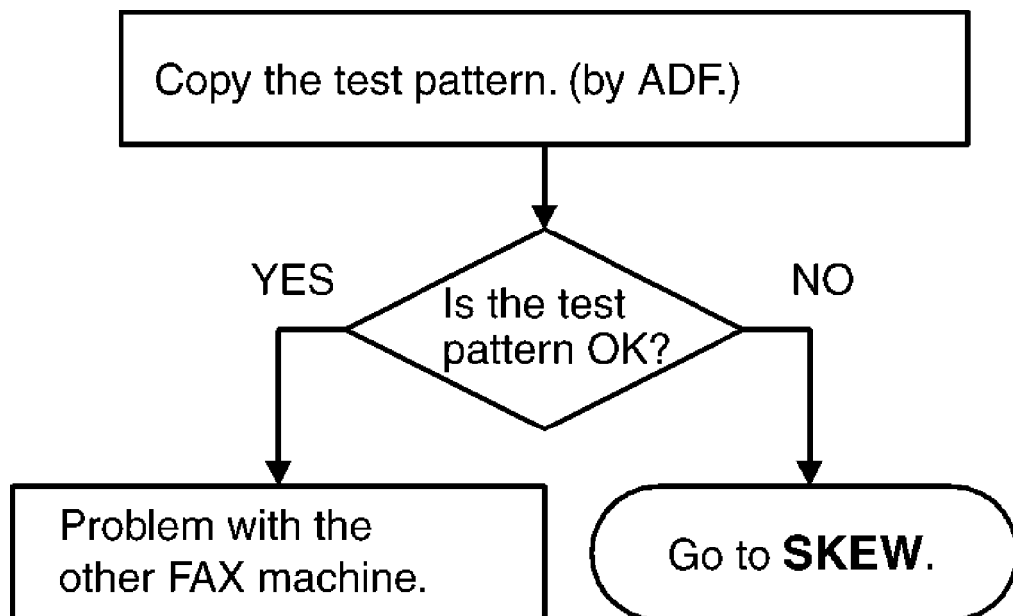 Copy the test pattern. (by ADF.)
YES
NO
Is the test
pattern OK?
Problem with the
other FAX machine.
Go to SKEW.